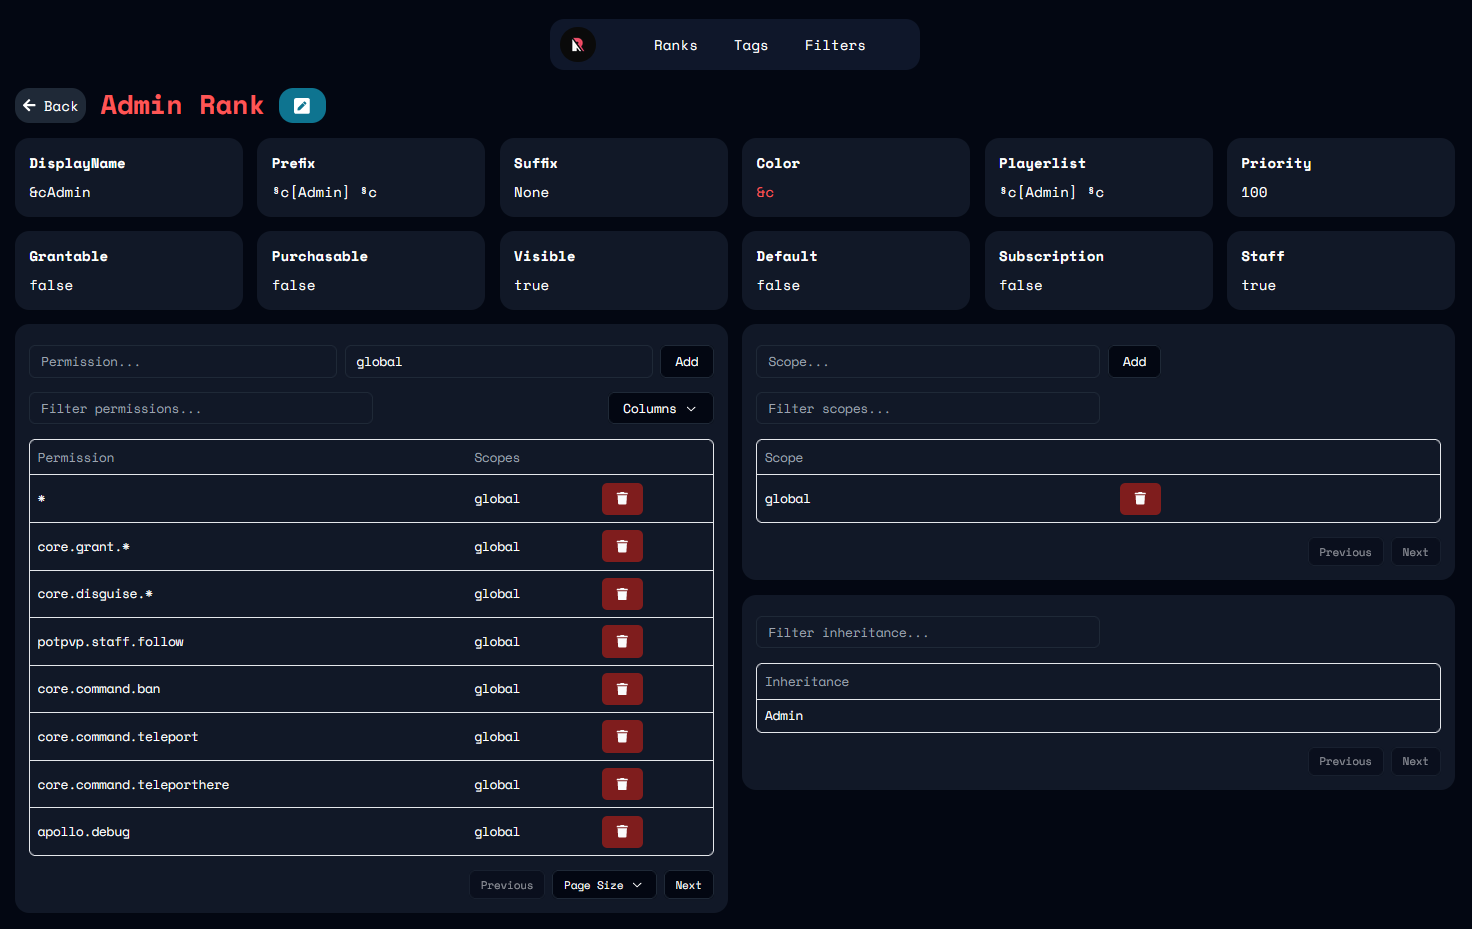 Ranks Tags Filters
Back Admin Rank
DisplayName
&cAdmin
Prefix
§c[Admin] §c
Suffix
None
Color
&c
Playerlist
§c[Admin] §c
Priority
100
Grantable
false
Purchasable
false
Visible
true
Default
false
Subscription
false
Staff
true
Permission... global Add
Filter permissions... Columns
Permission Scopes
* global
core.grant.* global
core.disguise.* global
potpvp.staff.follow global
core.command.ban global
core.command.teleport global
core.command.teleporthere global
apollo.debug global
Previous Page Size Next
Scope... Add
Filter scopes...
Scope
global
Previous Next
Filter inheritance...
Inheritance
Admin
Previous Next